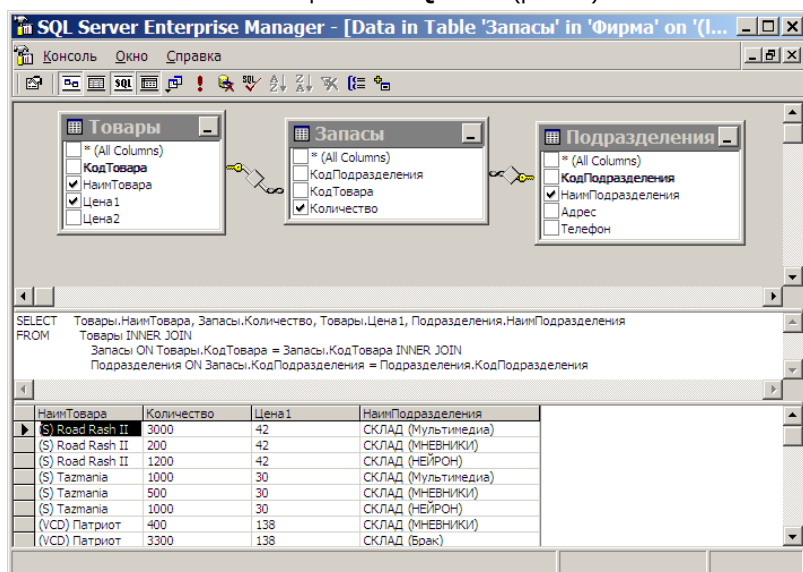 SQL Server Enterprise Manager - [Data in Table 'Запасы' in 'Фирма' on '(l...
Консоль Окно Справка
Товары
* (All Columns)
КодТовара
НаимТовара
Цена1
Цена2
Запасы
* (All Columns)
КодПодразделения
КодТовара
Количество
Подразделения
* (All Columns)
КодПодразделения
НаимПодразделения
Адрес
Телефон
SELECT Товары.НаимТовара, Запасы.Количество, Товары.Цена1, Подразделения.НаимПодразделения
FROM Товары INNER JOIN
Запасы ON Товары.КодТовара = Запасы.КодТовара INNER JOIN
Подразделения ON Запасы.КодПодразделения = Подразделения.КодПодразделения
НаимТовара Количество Цена1 НаимПодразделения
(S) Road Rash II 3000 42 СКЛАД (Мультимедиа)
(S) Road Rash II 200 42 СКЛАД (МНЕВНИКИ)
(S) Road Rash II 1200 42 СКЛАД (НЕЙРОН)
(S) Tazmania 1000 30 СКЛАД (Мультимедиа)
(S) Tazmania 500 30 СКЛАД (МНЕВНИКИ)
(S) Tazmania 1000 30 СКЛАД (НЕЙРОН)
(VCD) Патриот 400 138 СКЛАД (МНЕВНИКИ)
(VCD) Патриот 3300 138 СКЛАД (Брак)